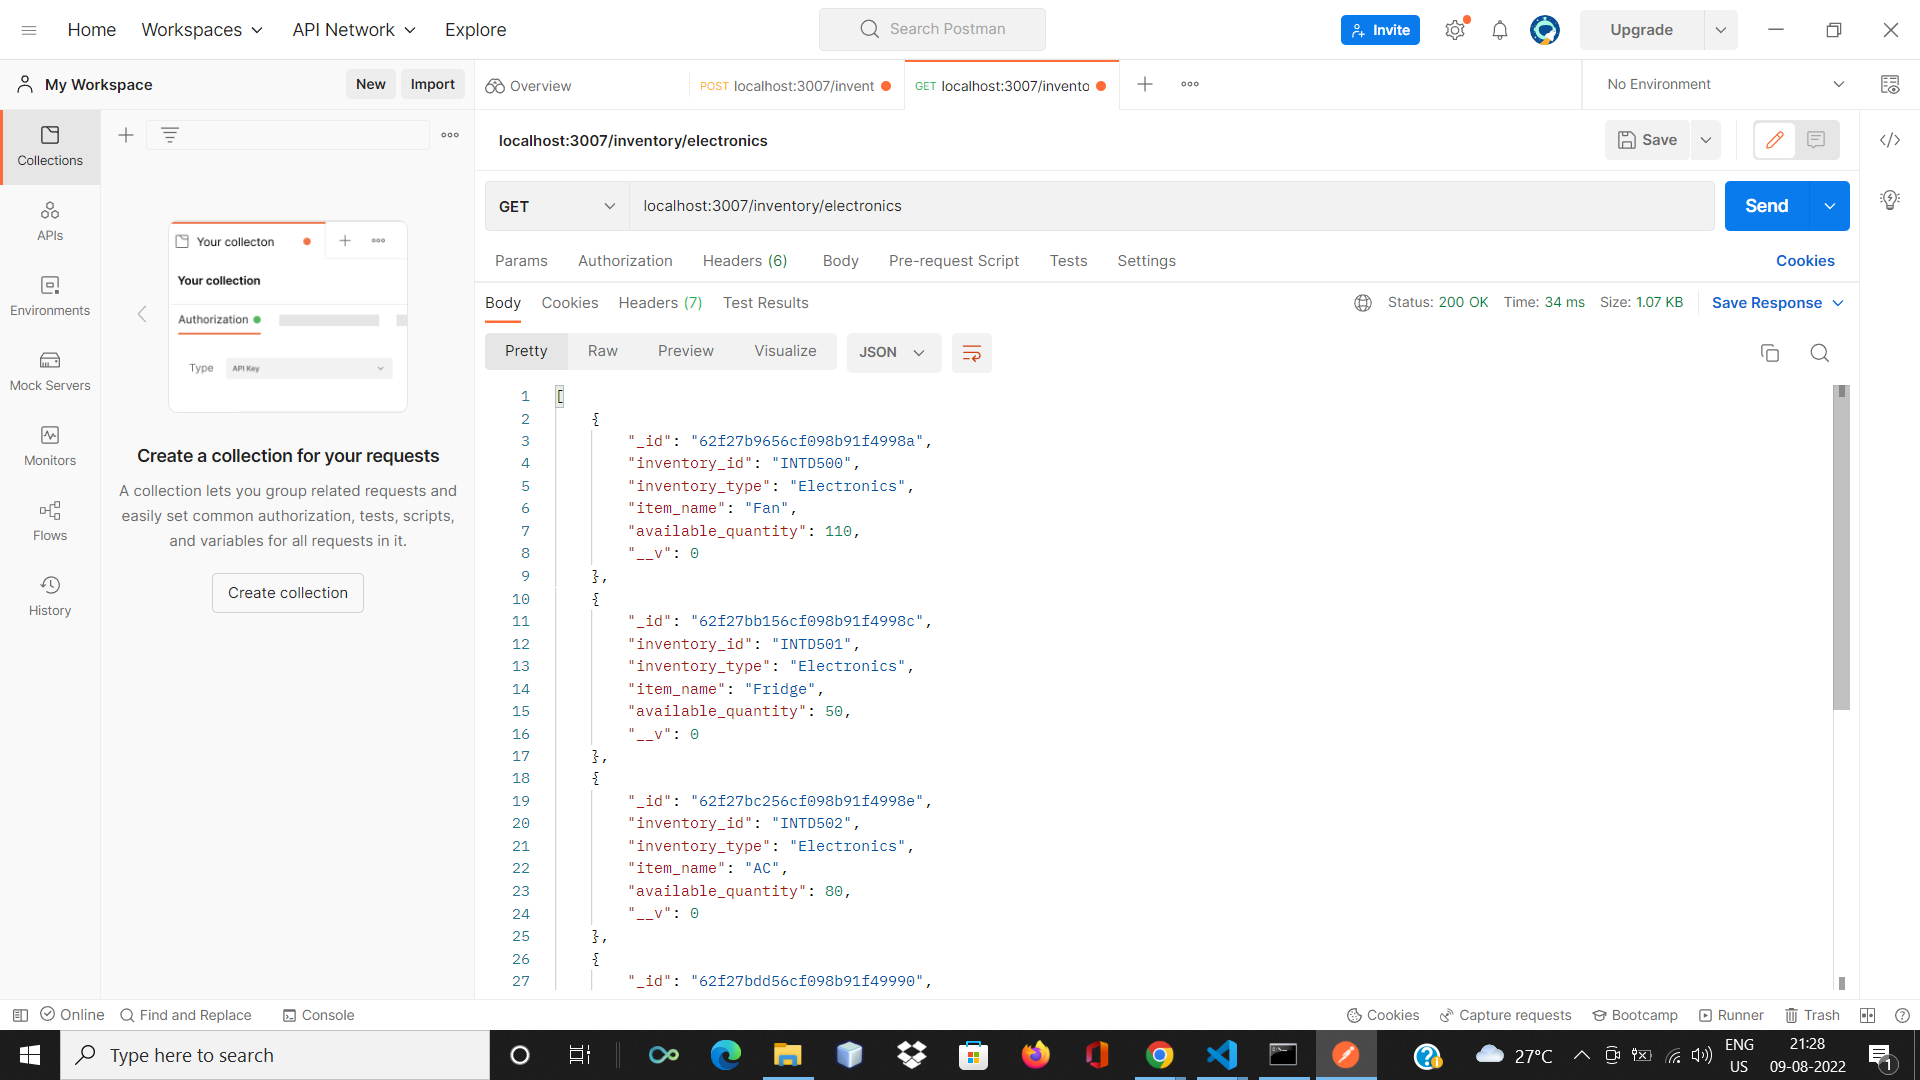 Home
Workspaces
API Network
Explore
Search Postman
Invite
Upgrade
My Workspace
New
Import
Overview
POST localhost:3007/invent
GET localhost:3007/invento
No Environment
Collections
APIs
Environments
Mock Servers
Monitors
Flows
History
Your collecton
Your collection
Authorization
Type
API Key
Create a collection for your requests
A collection lets you group related requests and
easily set common authorization, tests, scripts,
and variables for all requests in it.
Create collection
localhost:3007/inventory/electronics
Save
GET
localhost:3007/inventory/electronics
Send
Params Authorization Headers (6) Body Pre-request Script Tests Settings
Cookies
Body Cookies Headers (7) Test Results
Status: 200 OK Time: 34 ms Size: 1.07 KB
Save Response
Pretty Raw Preview Visualize
JSON
1 [
2 {
3 "_id": "62f27b9656cf098b91f4998a",
4 "inventory_id": "INTD500",
5 "inventory_type": "Electronics",
6 "item_name": "Fan",
7 "available_quantity": 110,
8 "__v": 0
9 },
10 {
11 "_id": "62f27bb156cf098b91f4998c",
12 "inventory_id": "INTD501",
13 "inventory_type": "Electronics",
14 "item_name": "Fridge",
15 "available_quantity": 50,
16 "__v": 0
17 },
18 {
19 "_id": "62f27bc256cf098b91f4998e",
20 "inventory_id": "INTD502",
21 "inventory_type": "Electronics",
22 "item_name": "AC",
23 "available_quantity": 80,
24 "__v": 0
25 },
26 {
27 "_id": "62f27bdd56cf098b91f49990",
Online
Find and Replace
Console
Cookies
Capture requests
Bootcamp
Runner
Trash
Type here to search
27°C
ENG
US
21:28
09-08-2022
1